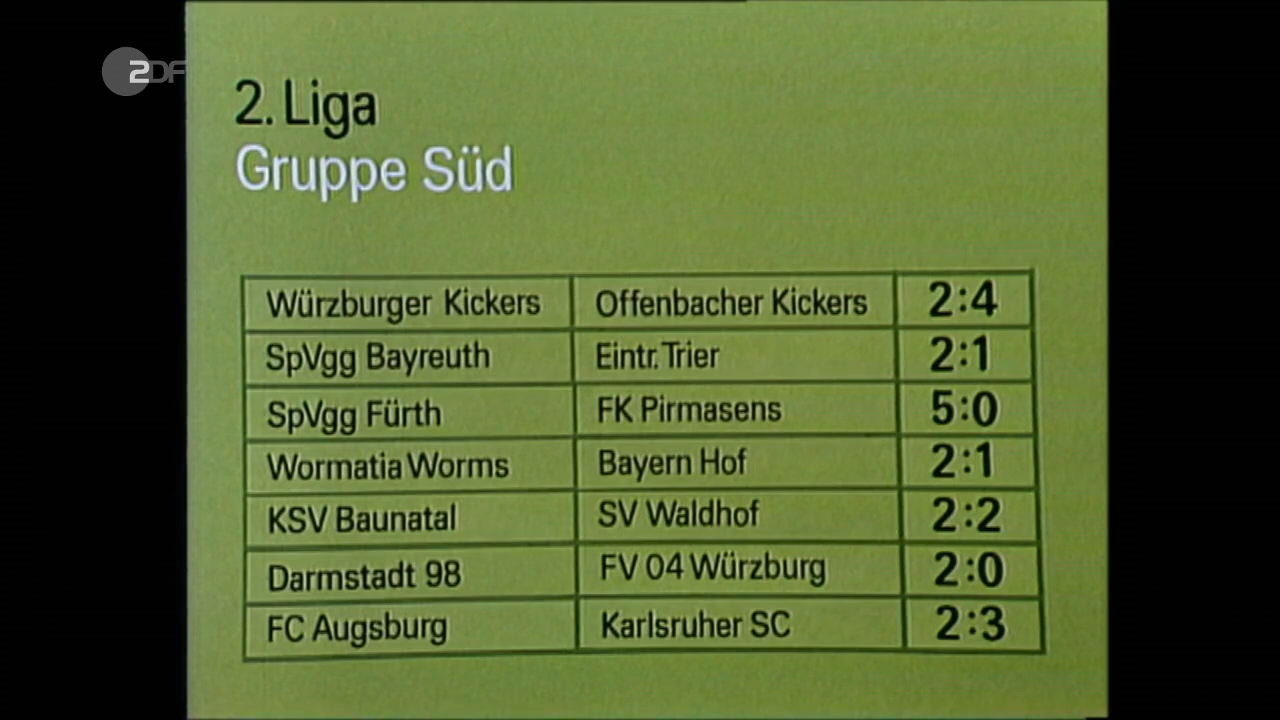 ZDF
2. Liga
Gruppe Süd
Würzburger Kickers Offenbacher Kickers 2:4
SpVgg Bayreuth Eintr. Trier 2:1
SpVgg Fürth FK Pirmasens 5:0
Wormatia Worms Bayern Hof 2:1
KSV Baunatal SV Waldhof 2:2
Darmstadt 98 FV 04 Würzburg 2:0
FC Augsburg Karlsruher SC 2:3